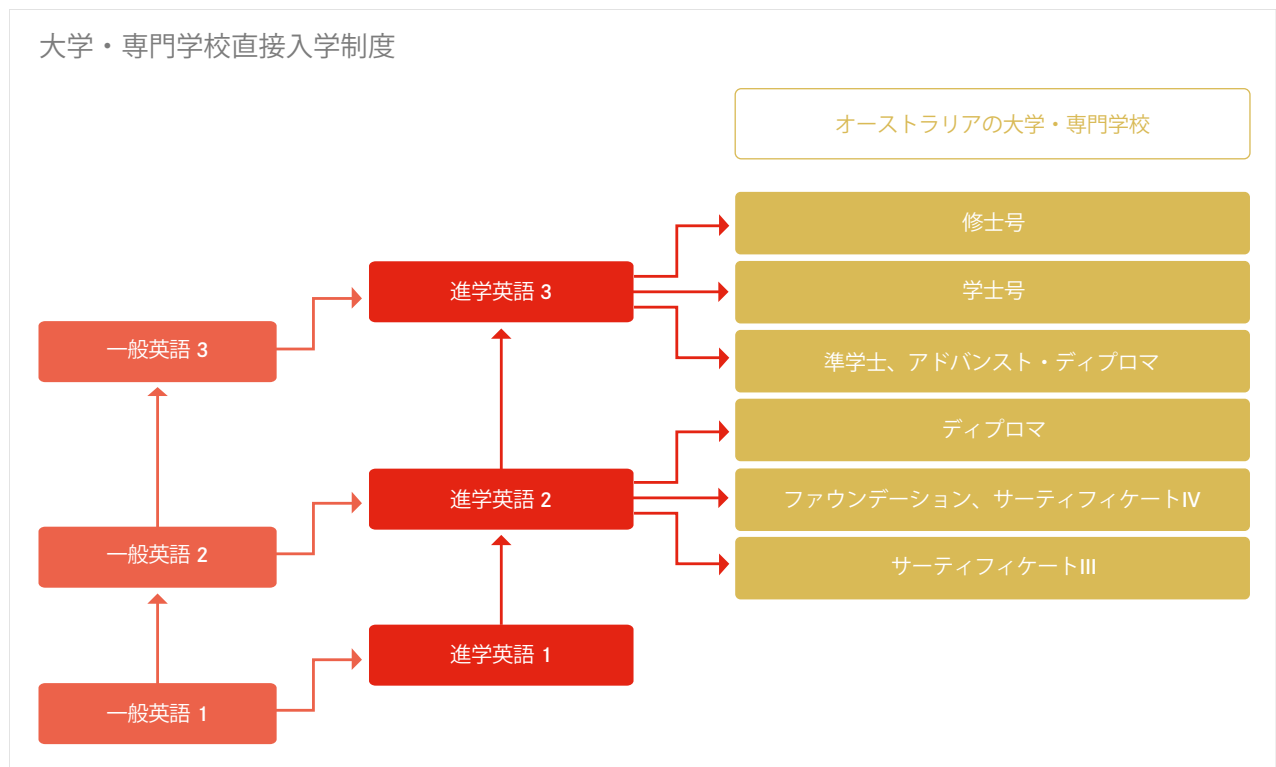 大学・専門学校直接入学制度
オーストラリアの大学・専門学校
修士号
学士号
準学士、アドバンスト・ディプロマ
ディプロマ
ファウンデーション、サーティフィケートIV
サーティフィケートIII
進学英語 3
進学英語 2
進学英語 1
一般英語 3
一般英語 2
一般英語 1